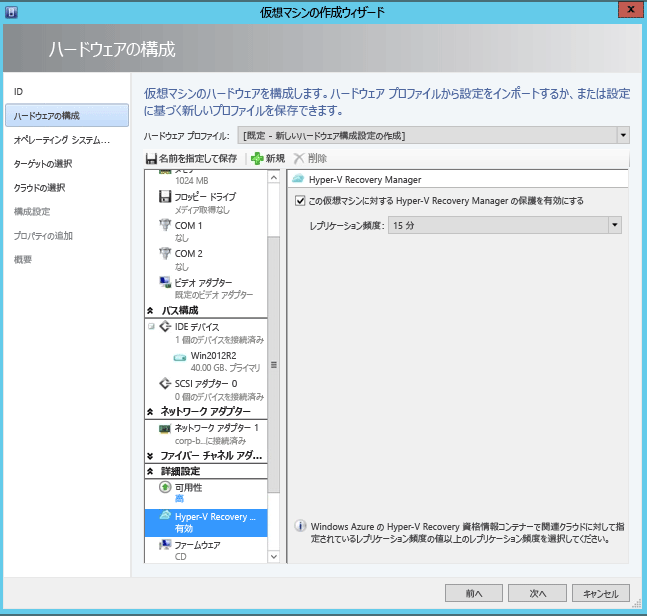 仮想マシンの作成ウィザード
ハードウェアの構成
ID
ハードウェアの構成
オペレーティング システム...
ターゲットの選択
クラウドの選択
構成設定
プロパティの追加
概要
仮想マシンのハードウェアを構成します。ハードウェア プロファイルから設定をインポートするか、または設定
に基づく新しいプロファイルを保存できます。
ハードウェア プロファイル:
[既定 - 新しいハードウェア構成設定の作成]
名前を指定して保存
新規
削除
メモリ
1024 MB
フロッピー ドライブ
メディア取得なし
COM 1
なし
COM 2
なし
ビデオ アダプター
既定のビデオ アダプター
バス構成
IDE デバイス
1 個のデバイスを接続済み
Win2012R2
40.00 GB、プライマリ
SCSI アダプター 0
0 個のデバイスを接続済み
ネットワーク アダプター
ネットワーク アダプター 1
corp-b...に接続済み
ファイバー チャネル アダ...
詳細設定
可用性
高
Hyper-V Recovery ...
有効
ファームウェア
CD
Hyper-V Recovery Manager
この仮想マシンに対する Hyper-V Recovery Manager の保護を有効にする
レプリケーション頻度:
15 分
Windows Azure の Hyper-V Recovery 資格情報コンテナーで関連クラウドに対して指
定されているレプリケーション頻度の値以上のレプリケーション頻度を選択してください。
前へ
次へ
キャンセル